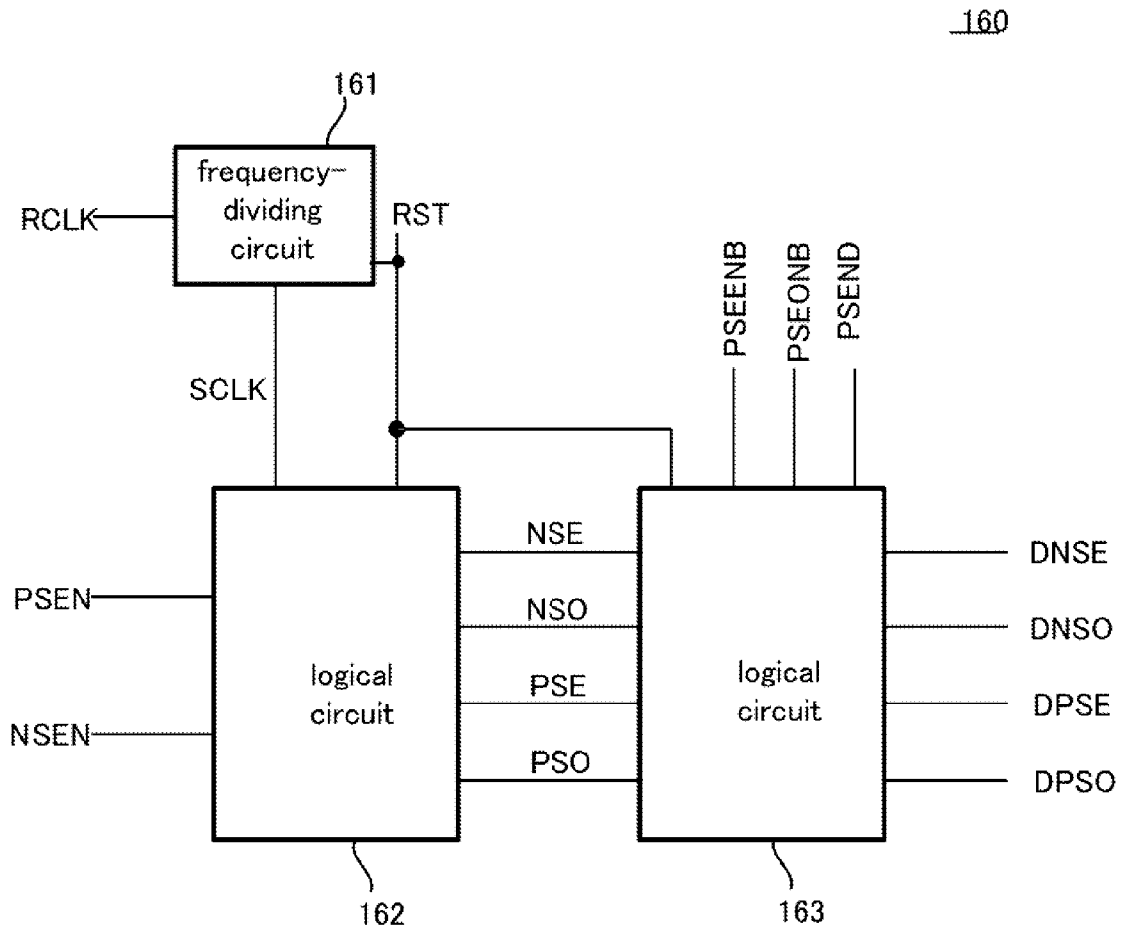 160
161
frequency-
dividing
circuit
RCLK
RST
PSEENB
PSEONB
PSEND
SCLK
NSE
DNSE
PSEN
NSO
DNSO
logical
circuit
PSE
logical
circuit
DPSE
NSEN
PSO
DPSO
162
163